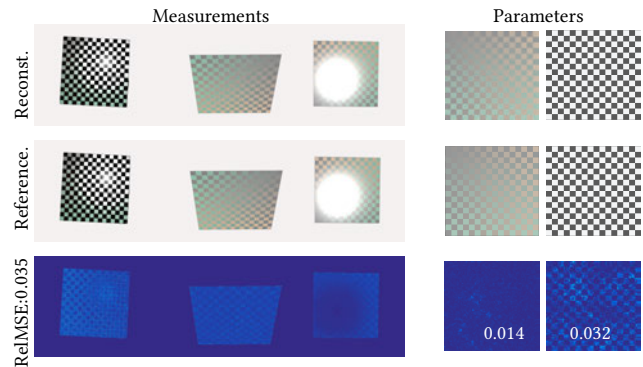 Measurements
Parameters
Reconst.
Reference.
RelMSE:0.035
0.014
0.032